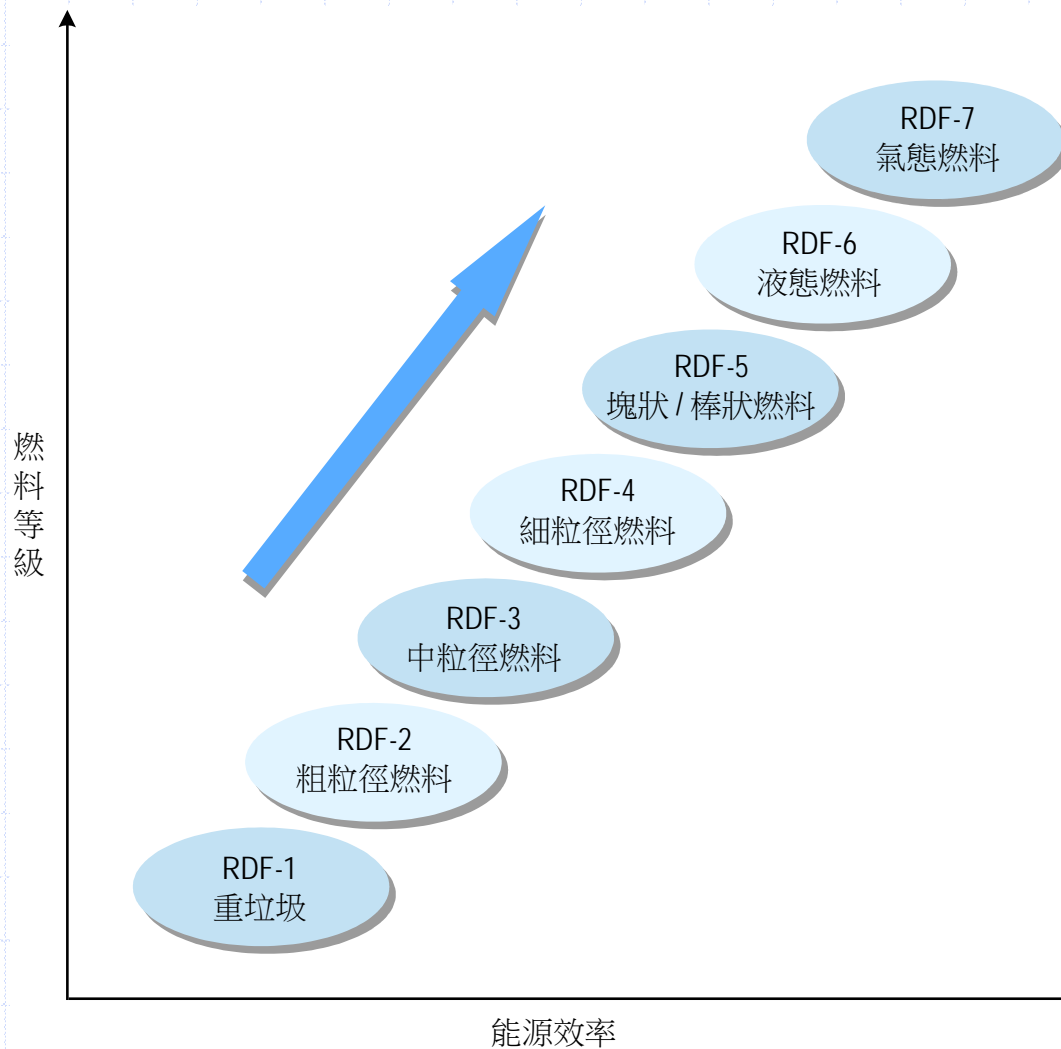 RDF-7
氣態燃料
RDF-6
液態燃料
RDF-5
塊狀 / 棒狀燃料
RDF-4
細粒徑燃料
RDF-3
中粒徑燃料
RDF-2
粗粒徑燃料
RDF-1
重垃圾
燃料等級
能源效率